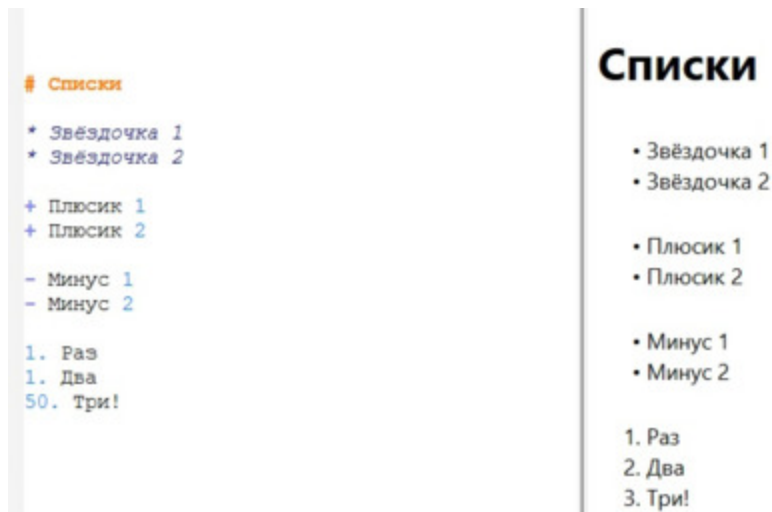 # Списки
* Звёздочка 1
* Звёздочка 2
+ Плюсик 1
+ Плюсик 2
- Минус 1
- Минус 2
1. Раз
1. Два
50. Три!
Списки
• Звёздочка 1
• Звёздочка 2
• Плюсик 1
• Плюсик 2
• Минус 1
• Минус 2
1. Раз
2. Два
3. Три!